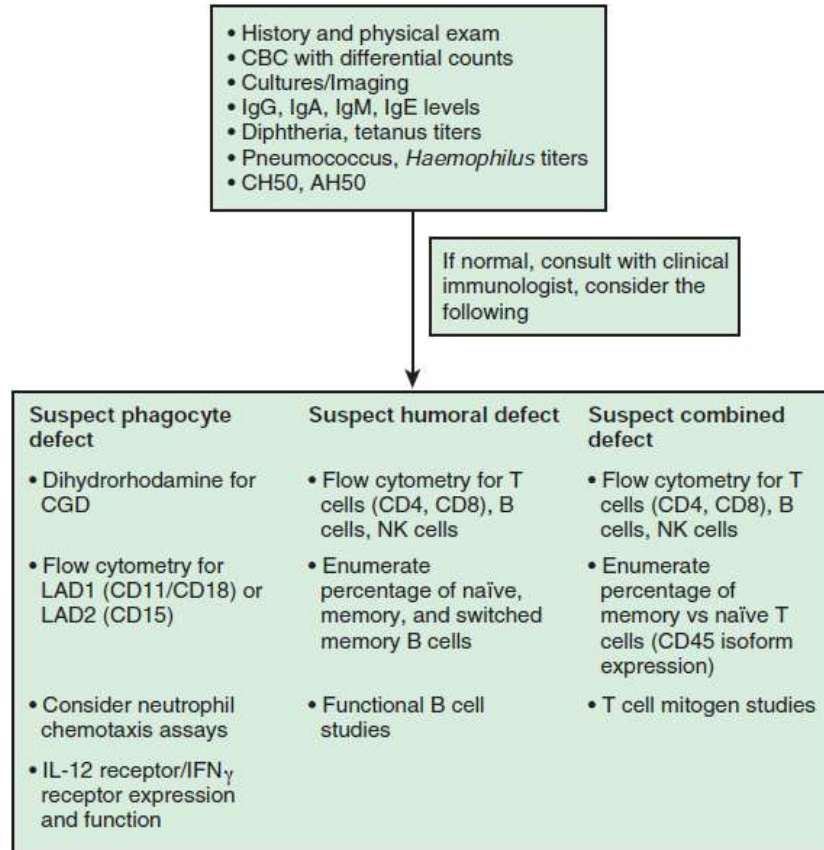 • History and physical exam
• CBC with differential counts
• Cultures/Imaging
• IgG, IgA, IgM, IgE levels
• Diphtheria, tetanus titers
• Pneumococcus, Haemophilus titers
• CH50, AH50
If normal, consult with clinical
immunologist, consider the
following
Suspect phagocyte
defect
• Dihydrorhodamine for
CGD
• Flow cytometry for
LAD1 (CD11/CD18) or
LAD2 (CD15)
• Consider neutrophil
chemotaxis assays
• IL-12 receptor/IFNγ
receptor expression
and function
Suspect humoral defect
• Flow cytometry for T
cells (CD4, CD8), B
cells, NK cells
• Enumerate
percentage of naïve,
memory, and switched
memory B cells
• Functional B cell
studies
Suspect combined
defect
• Flow cytometry for T
cells (CD4, CD8), B
cells, NK cells
• Enumerate
percentage of
memory vs naïve T
cells (CD45 isoform
expression)
• T cell mitogen studies